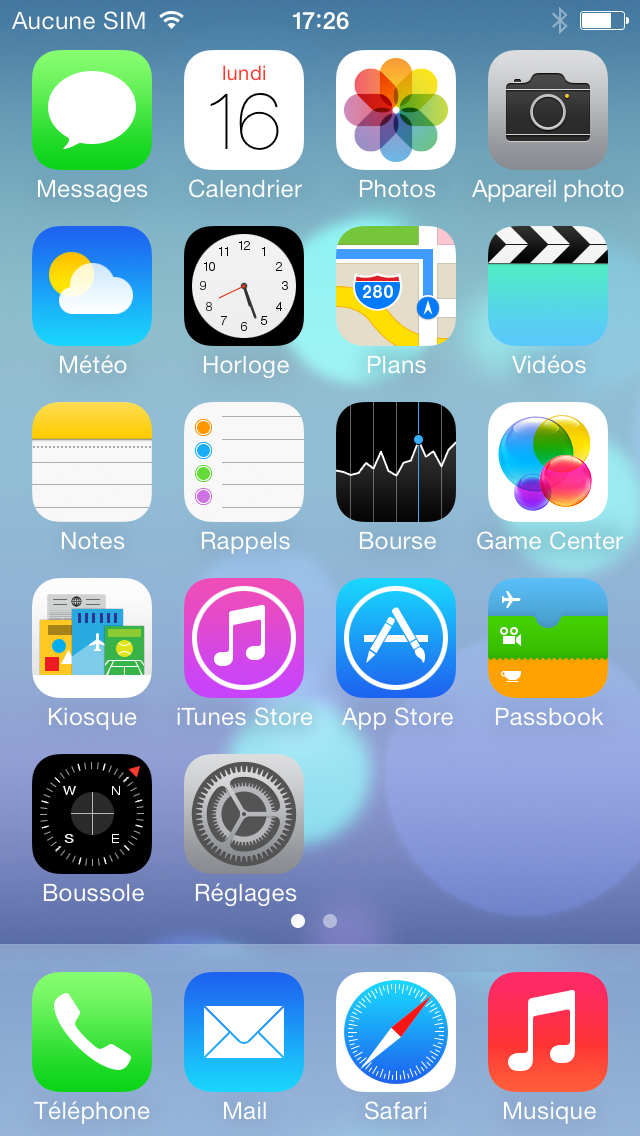 Aucune SIM 17:26
lundi
16
Messages Calendrier Photos Appareil photo
12
11 1
10 2
9 3
8 4
7 5
6
280
Météo Horloge Plans Vidéos
Notes Rappels Bourse Game Center
Kiosque iTunes Store App Store Passbook
W N
S E
Boussole Réglages
Téléphone Mail Safari Musique